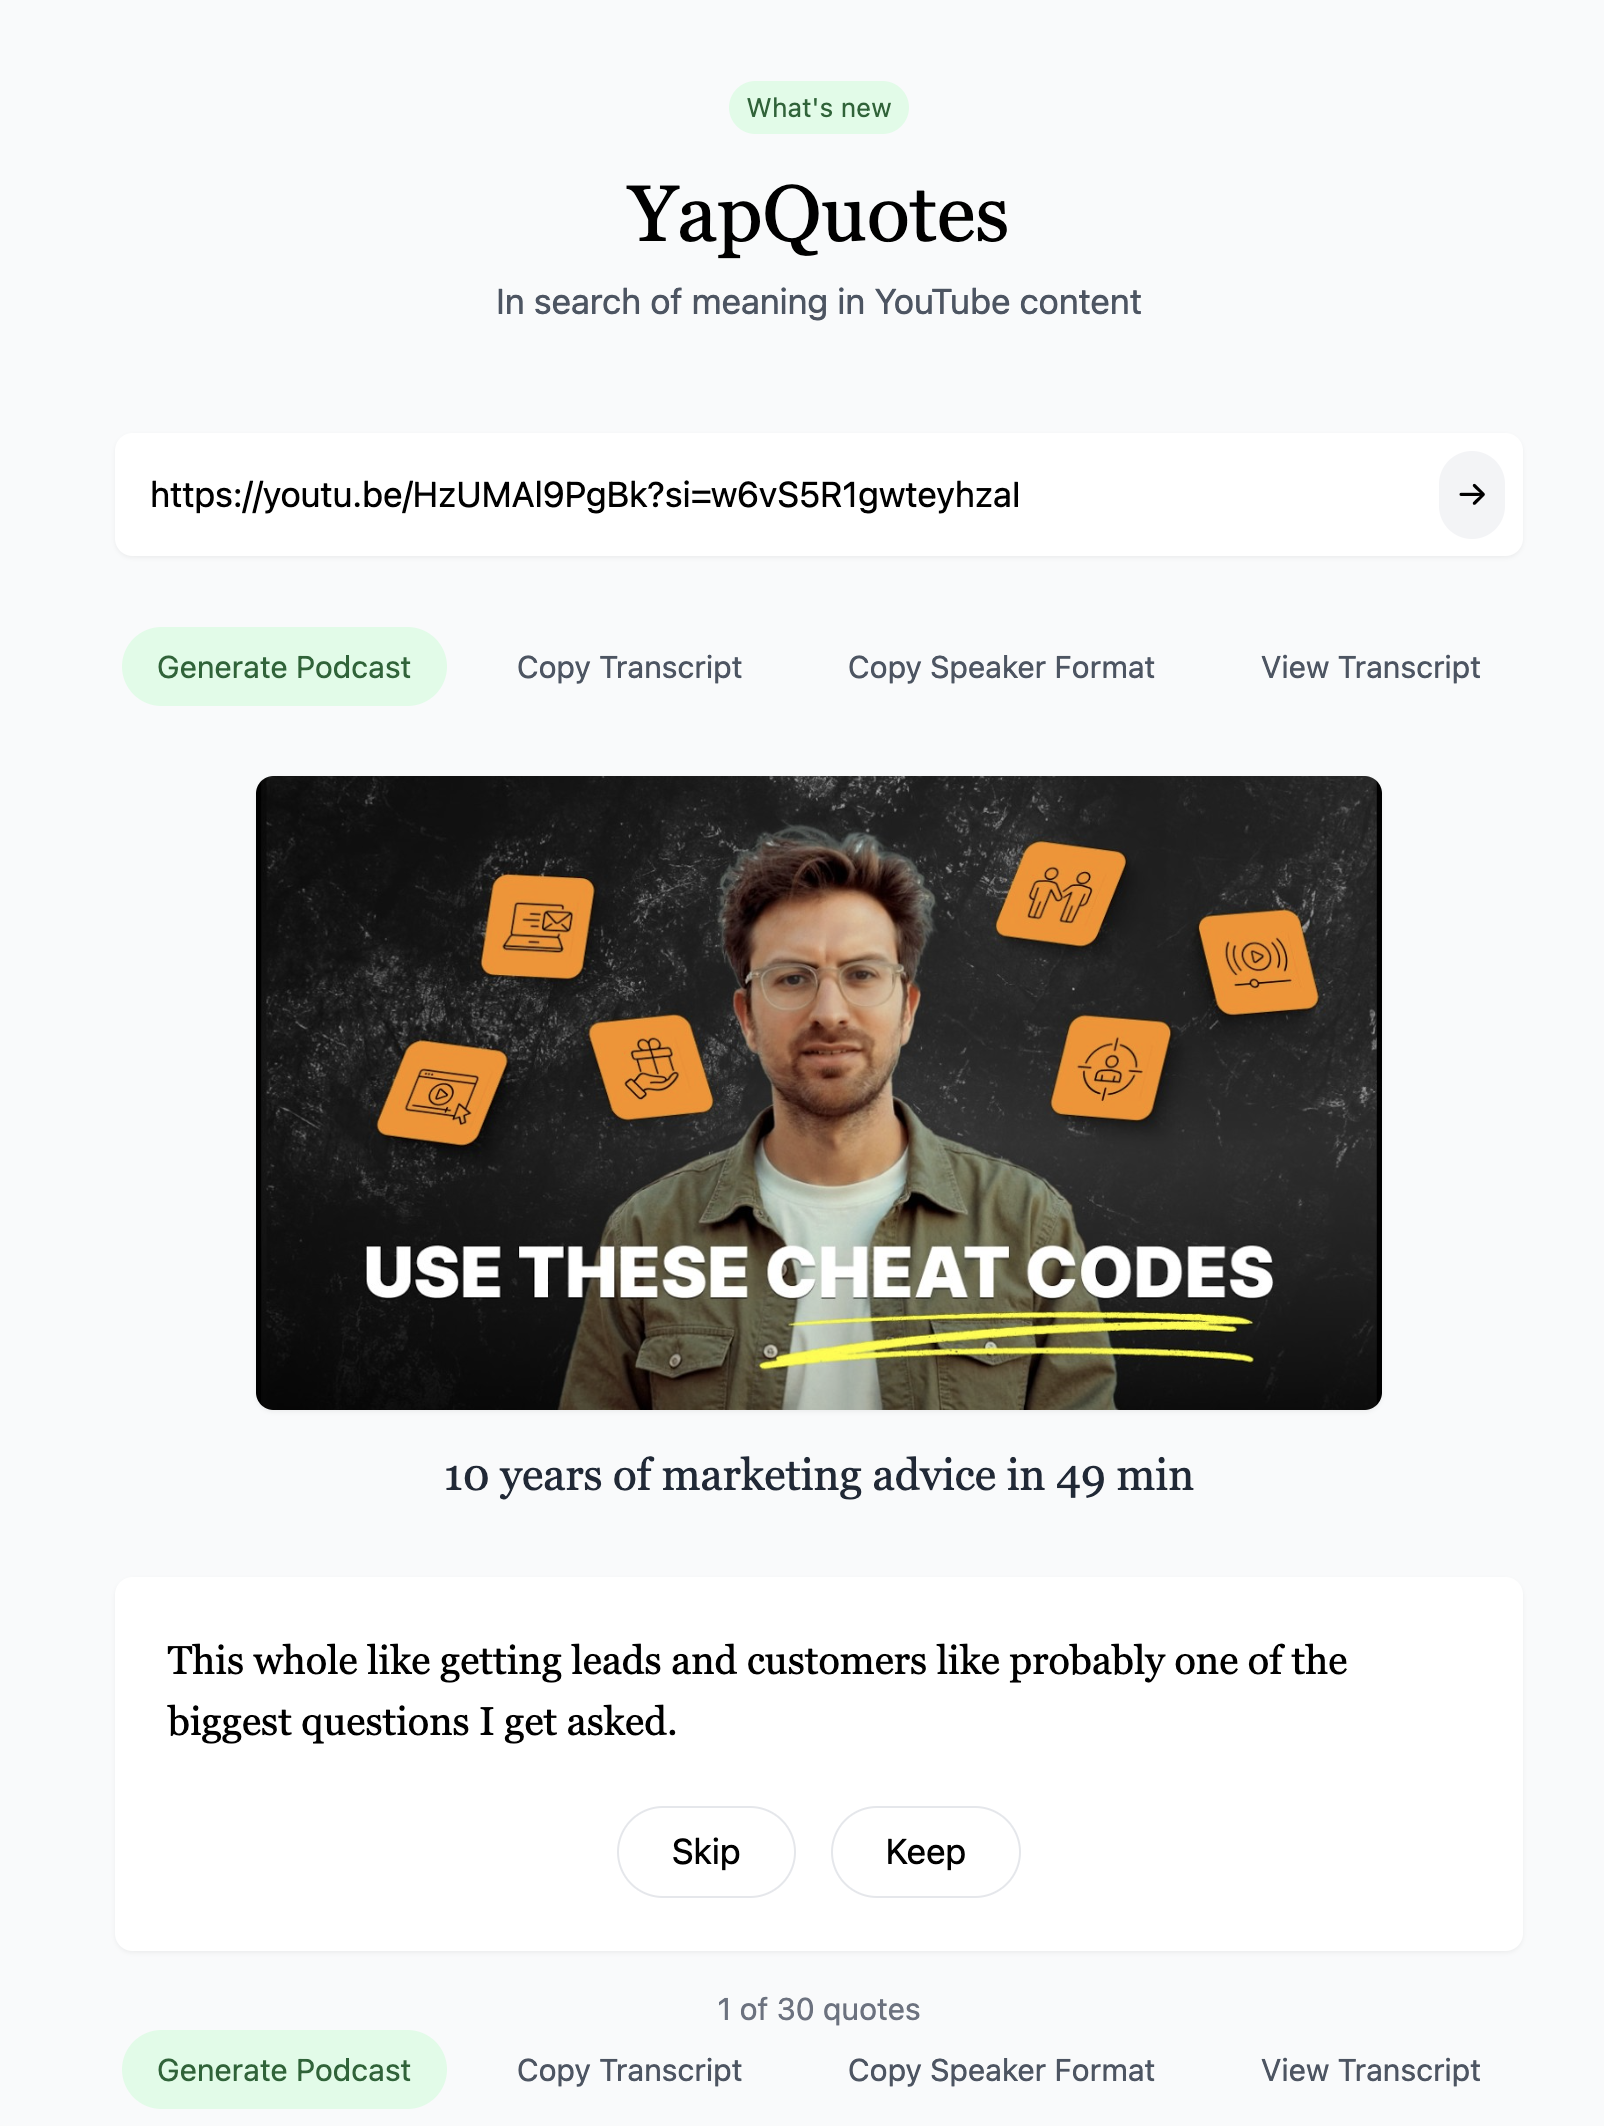 What's new
YapQuotes
In search of meaning in YouTube content
https://youtu.be/HzUMAl9PgBk?si=w6vS5R1gwteyhzaI
Generate Podcast
Copy Transcript
Copy Speaker Format
View Transcript
USE THESE CHEAT CODES
10 years of marketing advice in 49 min
This whole like getting leads and customers like probably one of the
biggest questions I get asked.
Skip
Keep
1 of 30 quotes
Generate Podcast
Copy Transcript
Copy Speaker Format
View Transcript